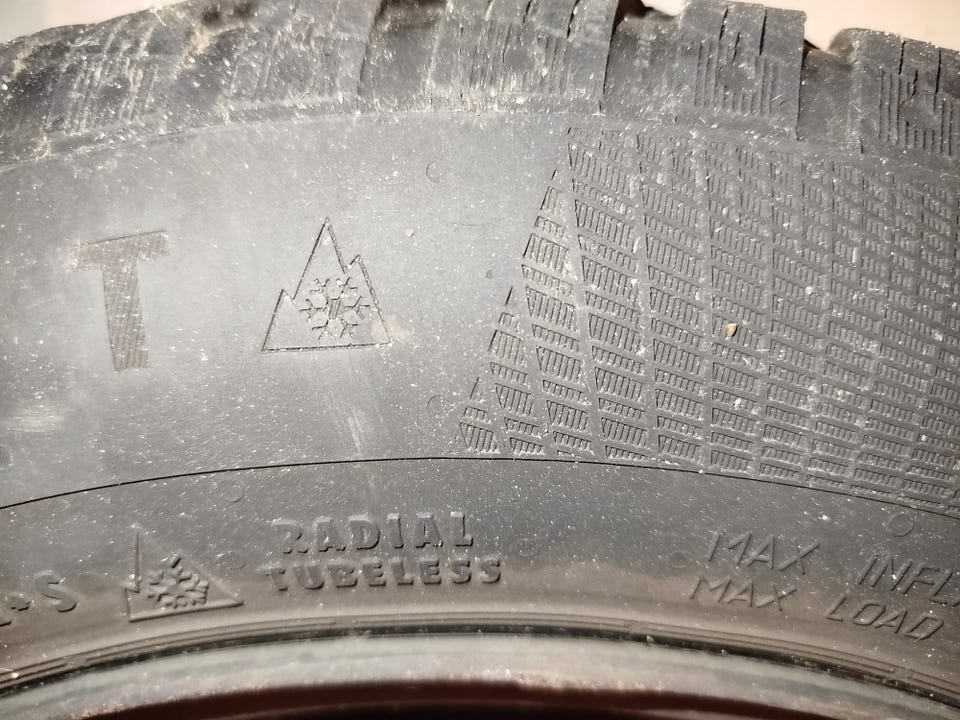 T
S
RADIAL
TUBELESS
MAX
MAX LOAD